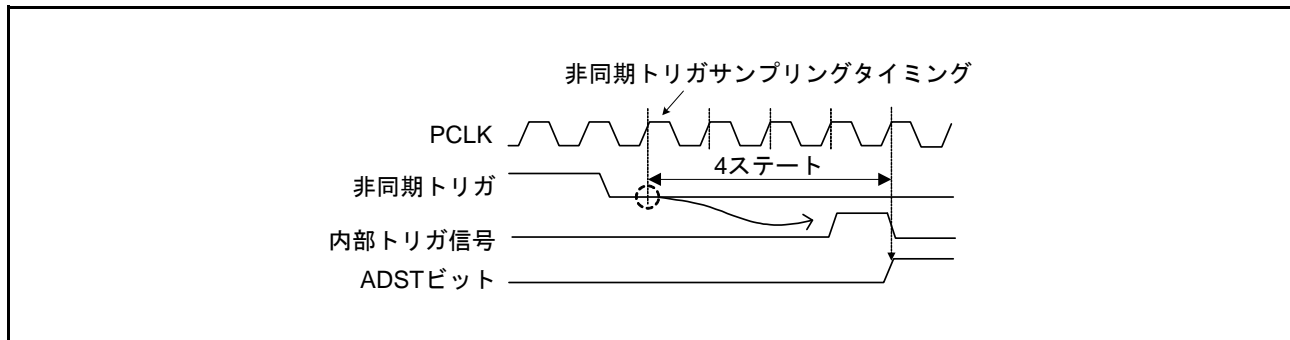 非同期トリガサンプリングタイミング
PCLK
4ステート
非同期トリガ
内部トリガ信号
ADSTビット